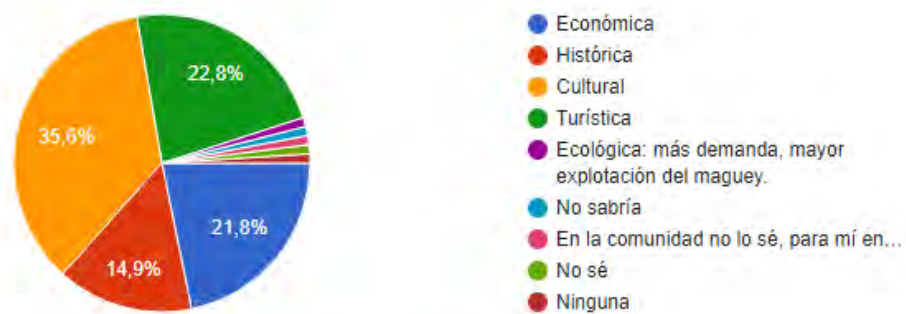 Económica
Histórica
Cultural
Turística
Ecológica: más demanda, mayor
explotación del maguey.
No sabría
En la comunidad no lo sé, para mí en...
No sé
Ninguna
22,8%
35,6%
21,8%
14,9%